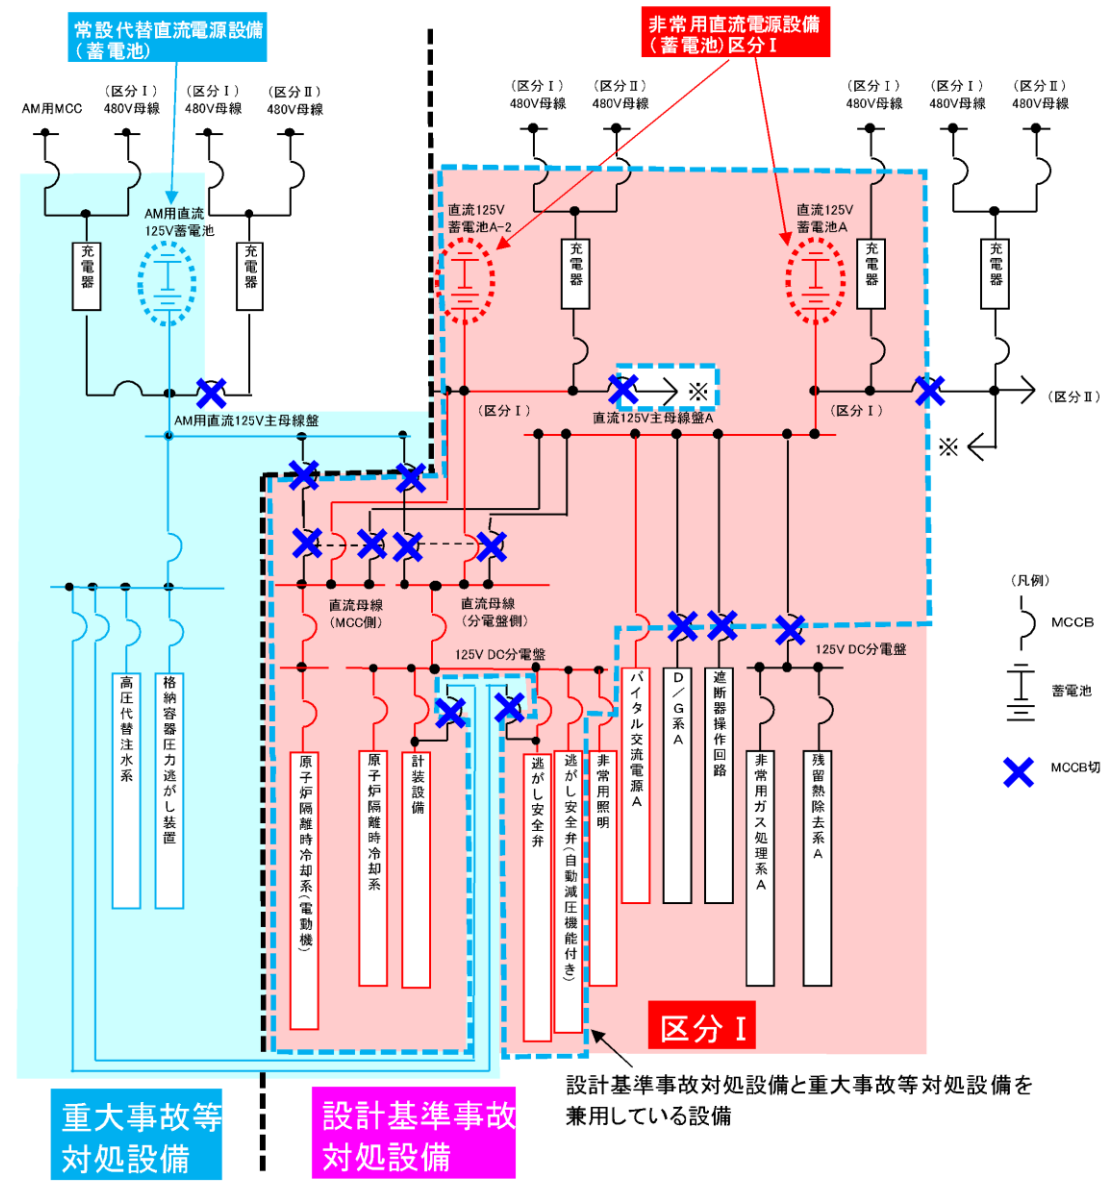 常設代替直流電源設備
(蓄電池)
非常用直流電源設備
(蓄電池)区分Ⅰ
AM用MCC
(区分Ⅰ)
480V母線
(区分Ⅰ)
480V母線
(区分Ⅱ)
480V母線
(区分Ⅰ)
480V母線
(区分Ⅱ)
480V母線
(区分Ⅰ)
480V母線
(区分Ⅰ)
480V母線
(区分Ⅱ)
480V母線
AM用直流
125V蓄電池
直流125V
蓄電池A-2
直流125V
蓄電池A
充電器
充電器
充電器
充電器
充電器
※
(区分Ⅰ)
直流125V主母線盤A
(区分Ⅰ)
(区分Ⅱ)
※
AM用直流125V主母線盤
直流母線
(MCC側)
直流母線
(分電盤側)
125V DC分電盤
125V DC分電盤
高圧代替注水系
格納容器圧力逃がし装置
原子炉隔離時冷却系(電動機)
原子炉隔離時冷却系
計装設備
逃がし安全弁
逃がし安全弁(自動減圧機能付き)
非常用照明
バイタル交流電源A
D/G系A
遮断器操作回路
非常用ガス処理系A
残留熱除去系A
(凡例)
MCCB
蓄電池
MCCB切
区分Ⅰ
設計基準事故対処設備と重大事故等対処設備を
兼用している設備
重大事故等
対処設備
設計基準事故
対処設備